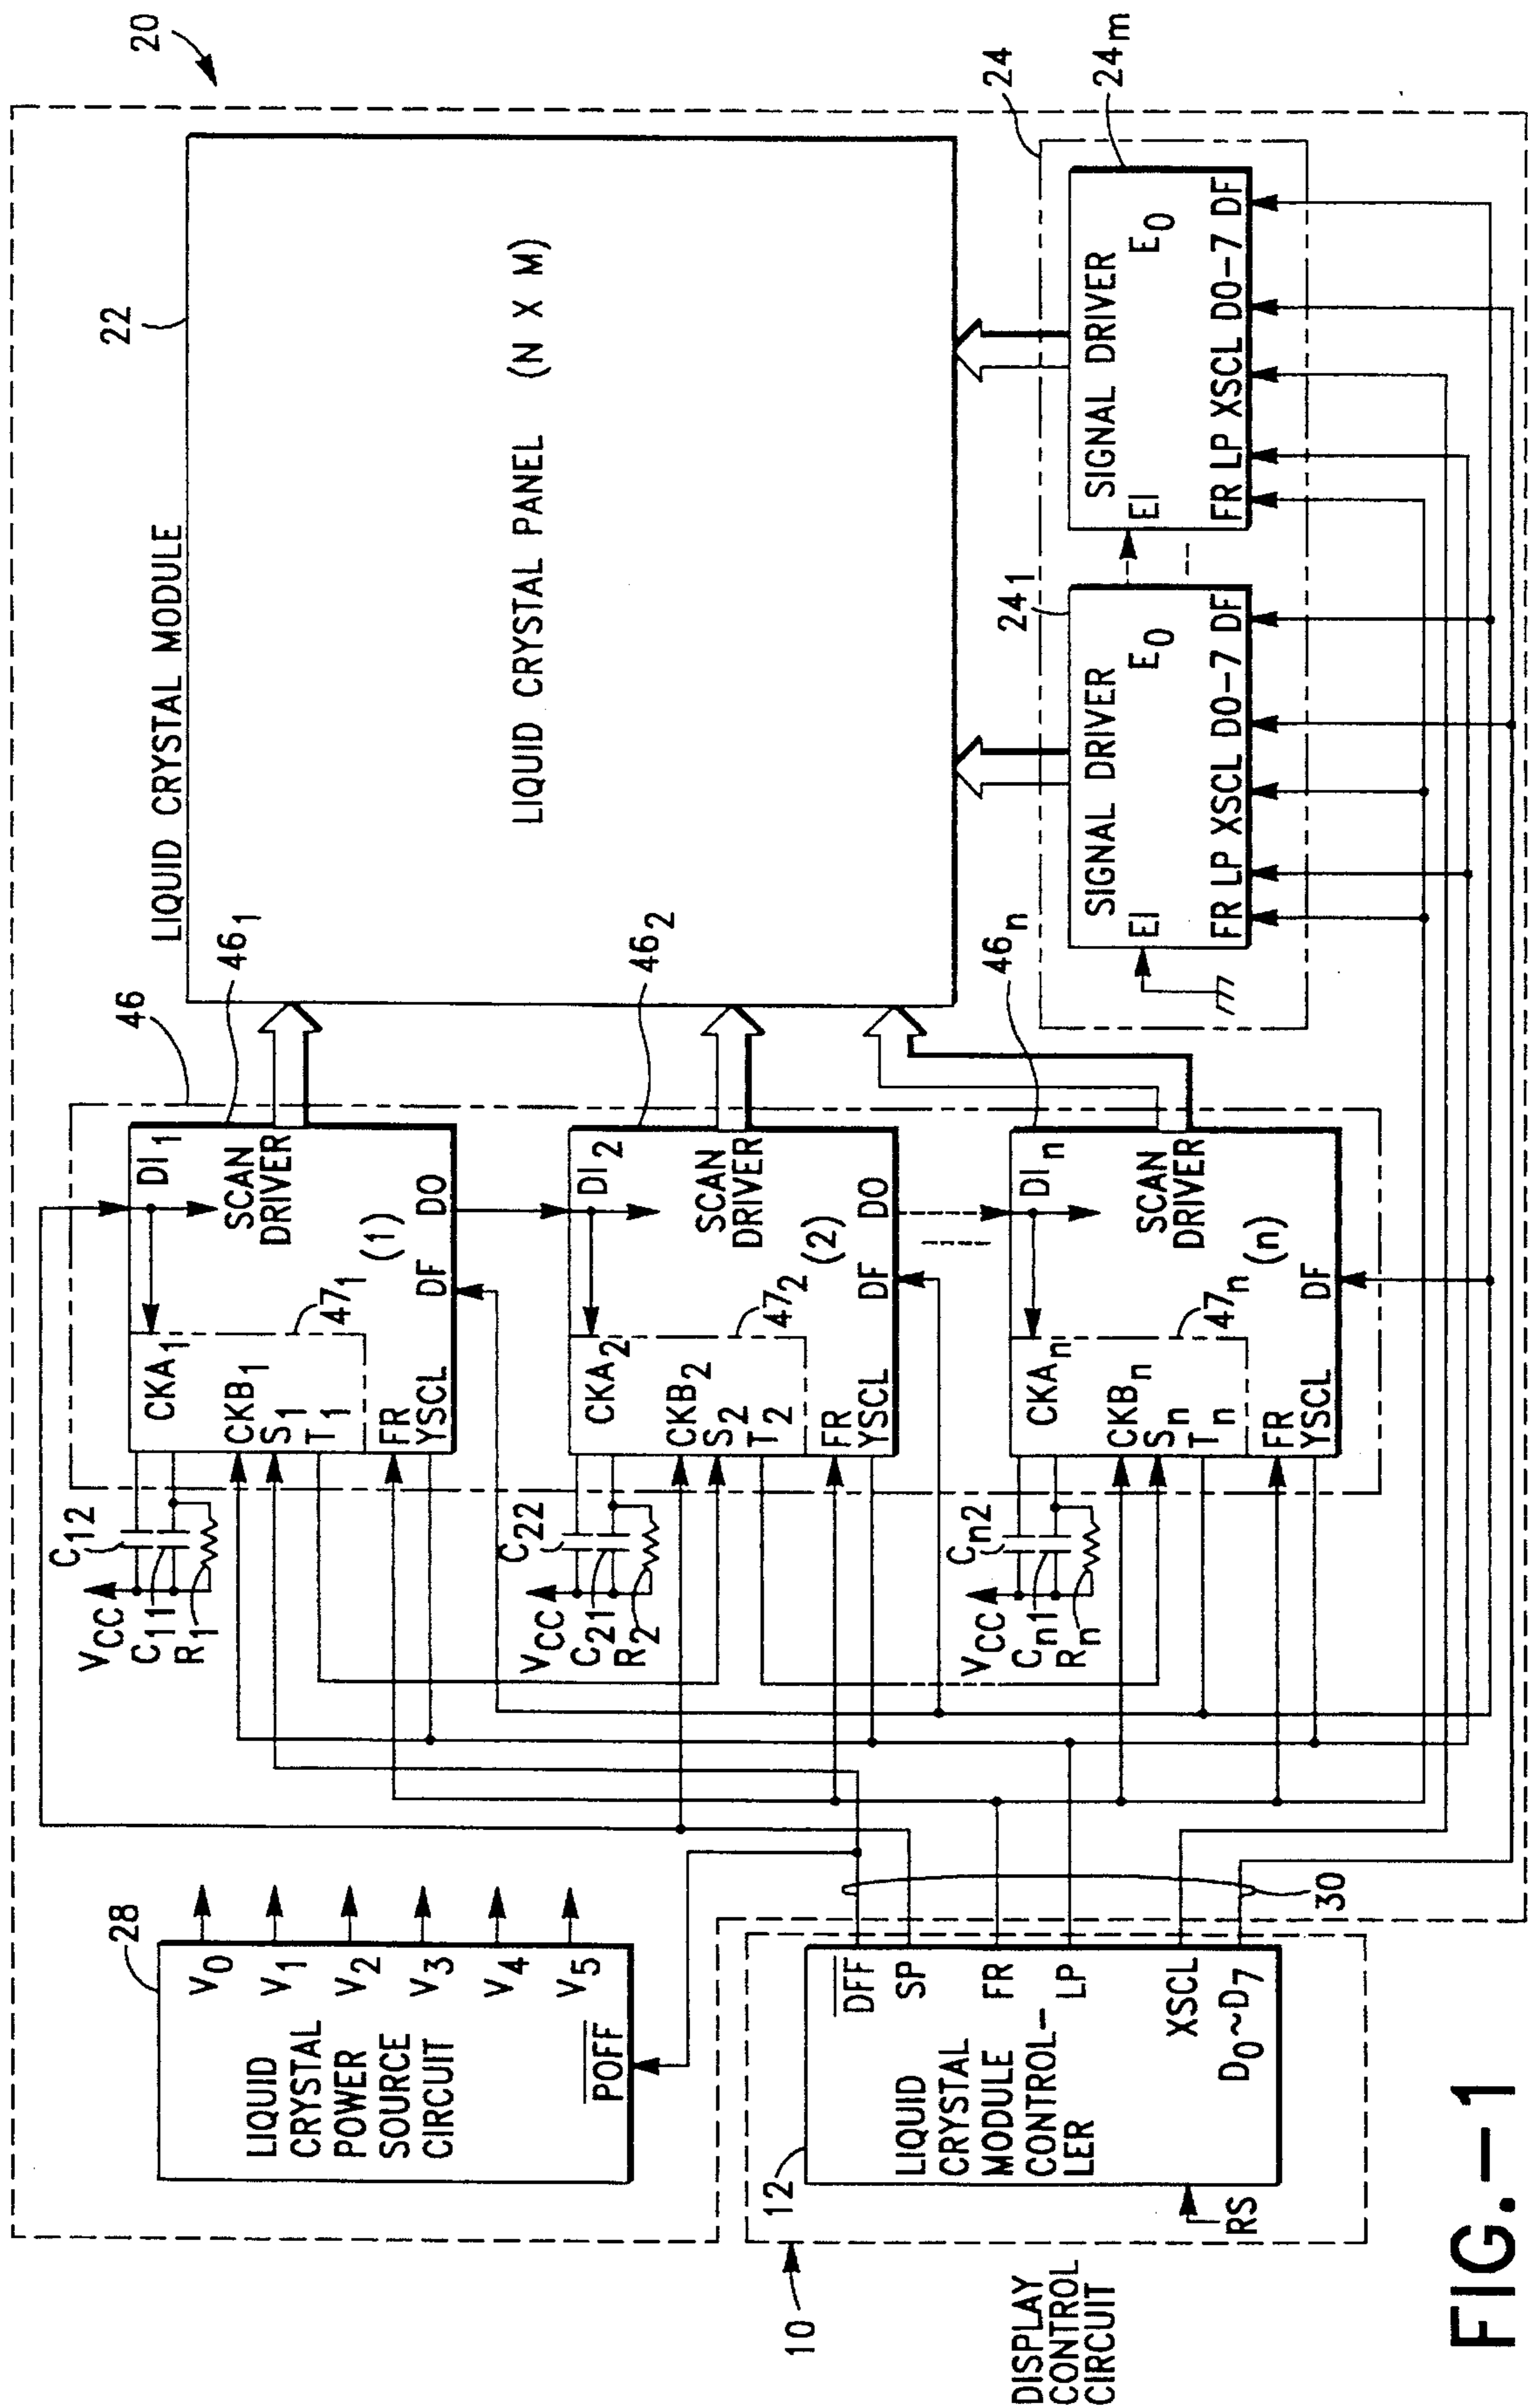 20
LIQUID CRYSTAL MODULE
22
LIQUID CRYSTAL PANEL (N X M)
28
LIQUID
CRYSTAL
POWER
SOURCE
CIRCUIT
V0
V1
V2
V3
V4
V5
POFF
10
DISPLAY
CONTROL
CIRCUIT
12
LIQUID
CRYSTAL
MODULE
CONTROL-
LER
RS
DFF
SP
FR
LP
XSCL
D0~D7
30
46
461
VCC
C12
C11
R1
CKA1
CKB1
S1
T1
FR
YSCL
DI1
SCAN
DRIVER
(1)
471
DF
DO
462
VCC
C22
C21
R2
CKA2
CKB2
S2
T2
FR
YSCL
DI2
SCAN
DRIVER
(2)
472
DF
DO
46n
VCC
Cn2
Cn1
Rn
CKAn
CKBn
Sn
Tn
FR
YSCL
DIn
SCAN
DRIVER
(n)
47n
DF
24
241
SIGNAL DRIVER
EI
E0
FR LP XSCL DO-7 DF
24m
SIGNAL DRIVER
EI
E0
FR LP XSCL DO-7 DF
FIG.-1